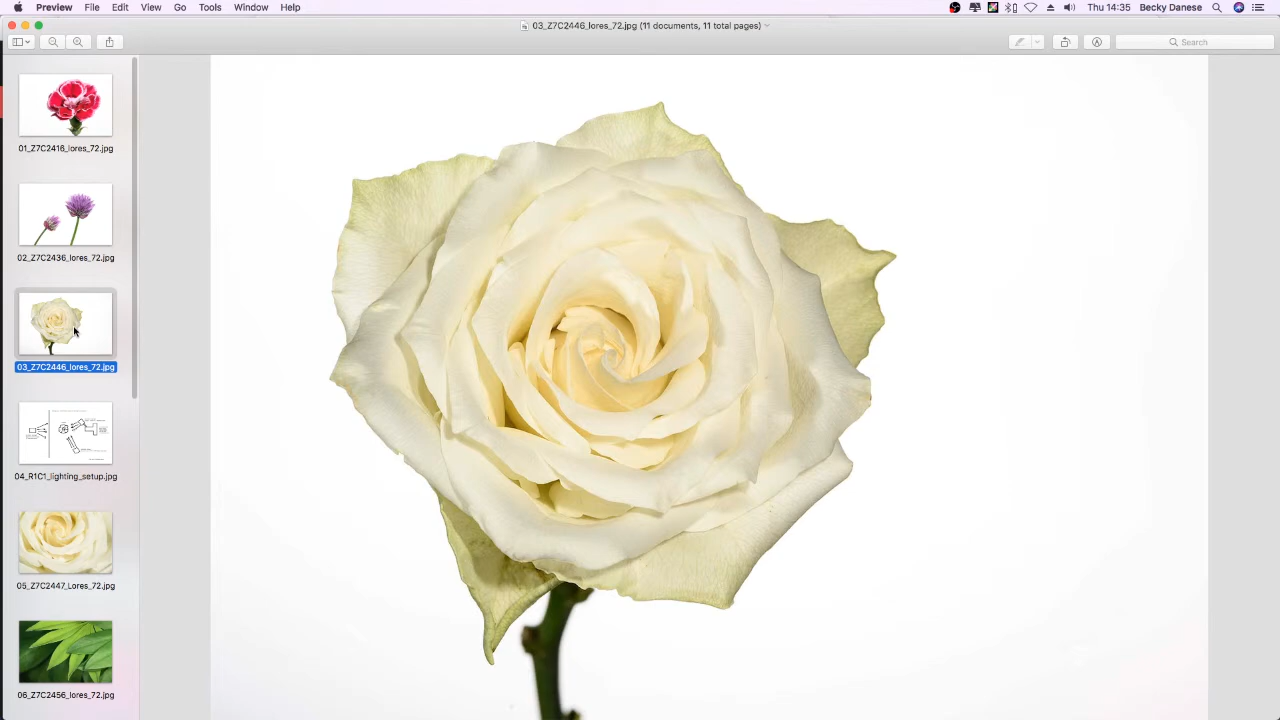 Preview File Edit View Go Tools Window Help
Thu 14:35 Becky Danese
03_Z7C2446_lores_72.jpg (11 documents, 11 total pages)
Search
01_Z7C2416_lores_72.jpg
02_Z7C2436_lores_72.jpg
03_Z7C2446_lores_72.jpg
04_R1C1_lighting_setup.jpg
05_Z7C2447_Lores_72.jpg
06_Z7C2456_lores_72.jpg